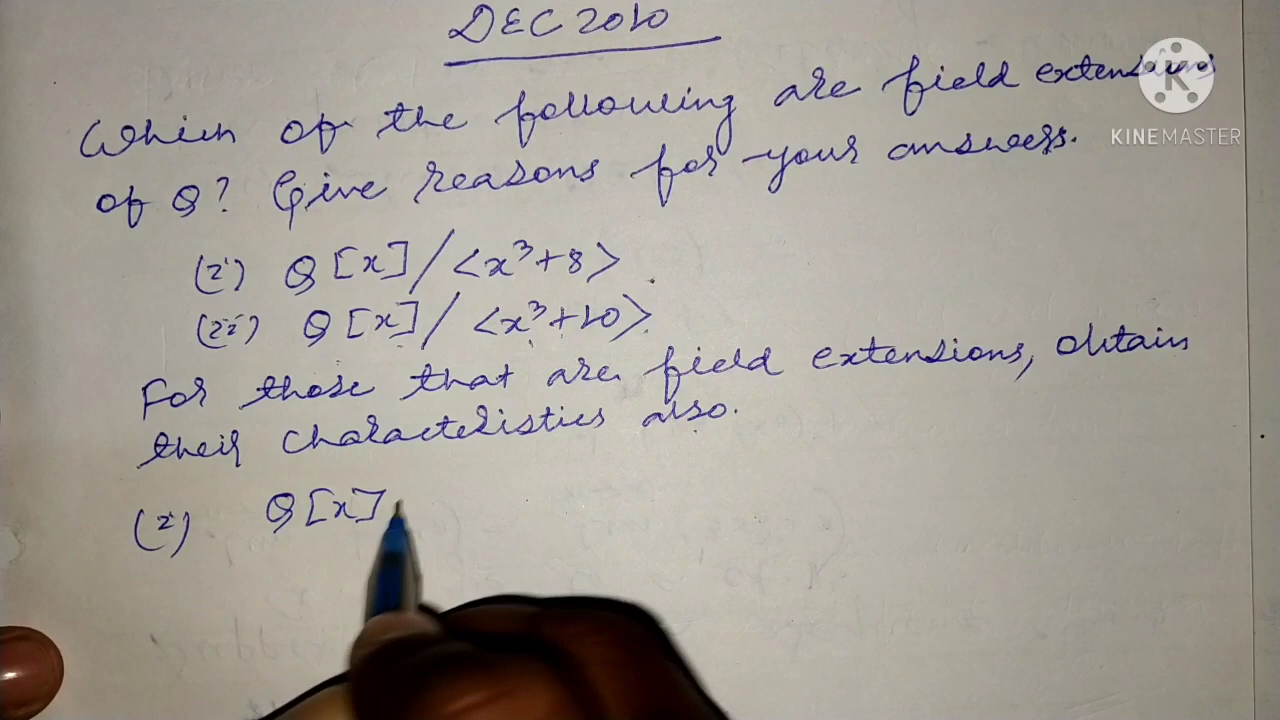 DEC 2010
Which of the following are field extensions
of Q? Give reasons for your answers.
(i) Q[x]/<x³+8>
(ii) Q[x]/<x³+10>
For those that are field extensions, obtain
their characteristics also.
(i) Q[x]
K
KINEMASTER